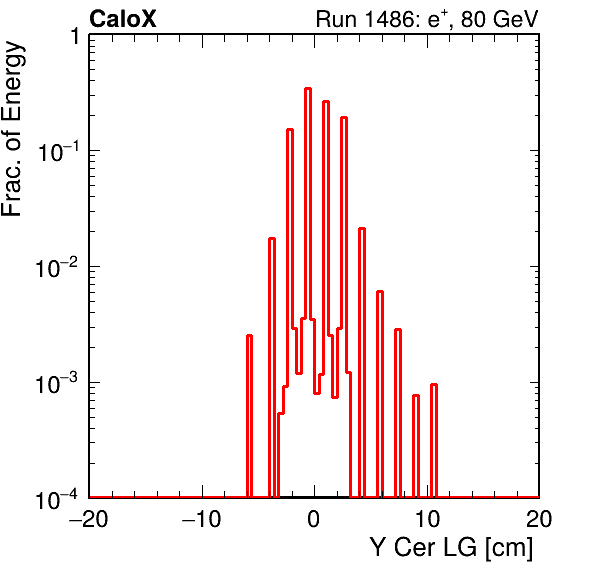 CaloX Run 1486: e⁺, 80 GeV
Frac. of Energy
1
10⁻¹
10⁻²
10⁻³
10⁻⁴
−20 −10 0 10 20
Y Cer LG [cm]